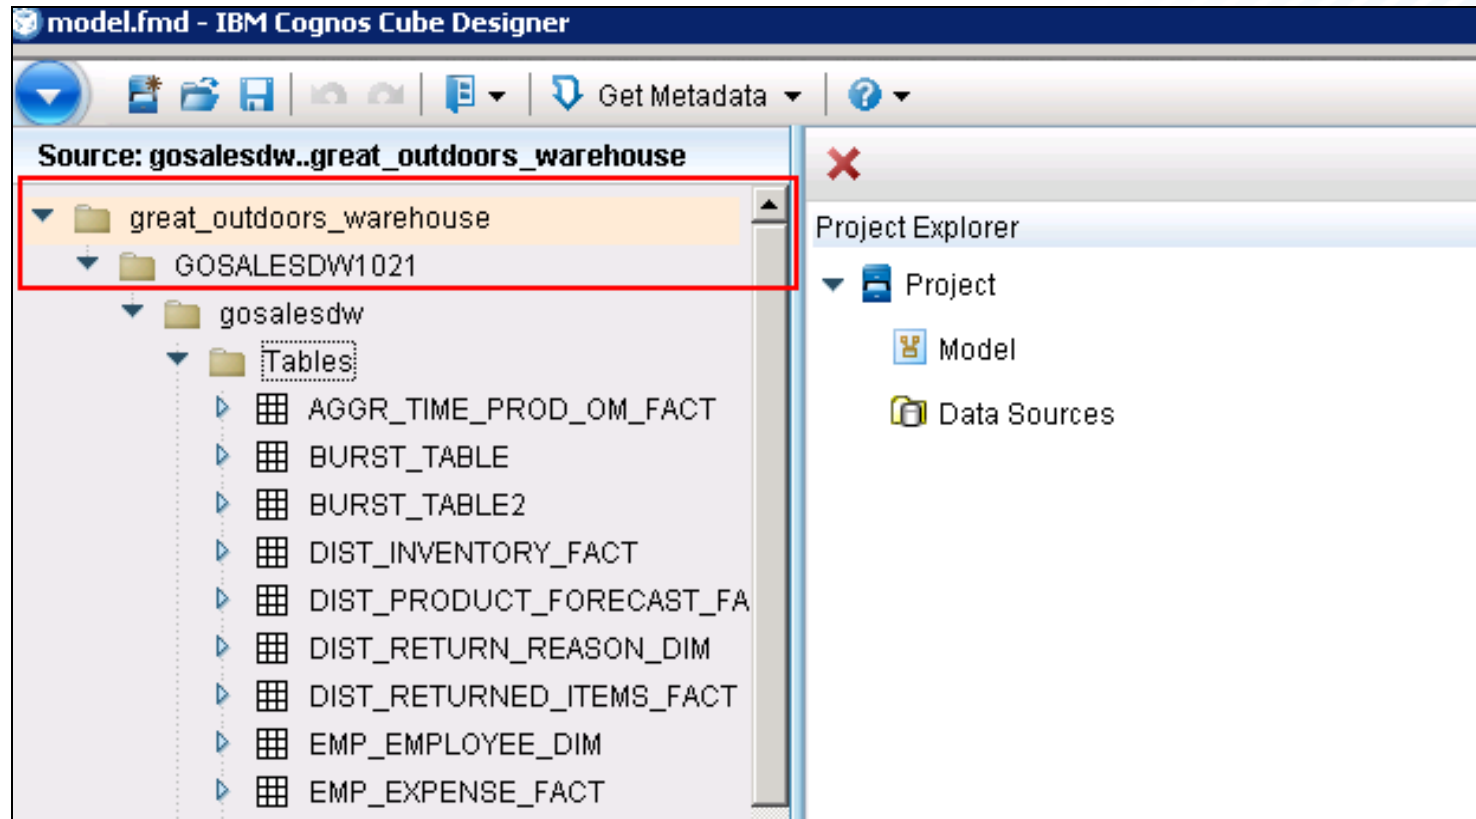 model.fmd - IBM Cognos Cube Designer
Get Metadata
Source: gosalesdw..great_outdoors_warehouse
great_outdoors_warehouse
GOSALESDW1021
gosalesdw
Tables
AGGR_TIME_PROD_OM_FACT
BURST_TABLE
BURST_TABLE2
DIST_INVENTORY_FACT
DIST_PRODUCT_FORECAST_FA
DIST_RETURN_REASON_DIM
DIST_RETURNED_ITEMS_FACT
EMP_EMPLOYEE_DIM
EMP_EXPENSE_FACT
Project Explorer
Project
Model
Data Sources